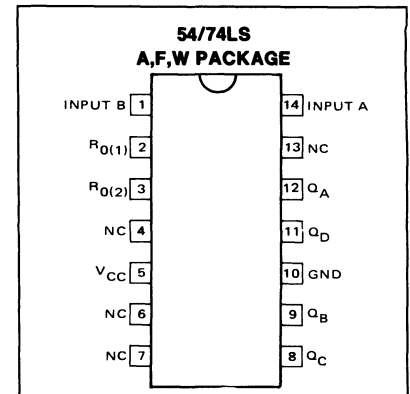 54/74LS
A,F,W PACKAGE
INPUT B 1 14 INPUT A
R0(1) 2 13 NC
R0(2) 3 12 QA
NC 4 11 QD
VCC 5 10 GND
NC 6 9 QB
NC 7 8 QC